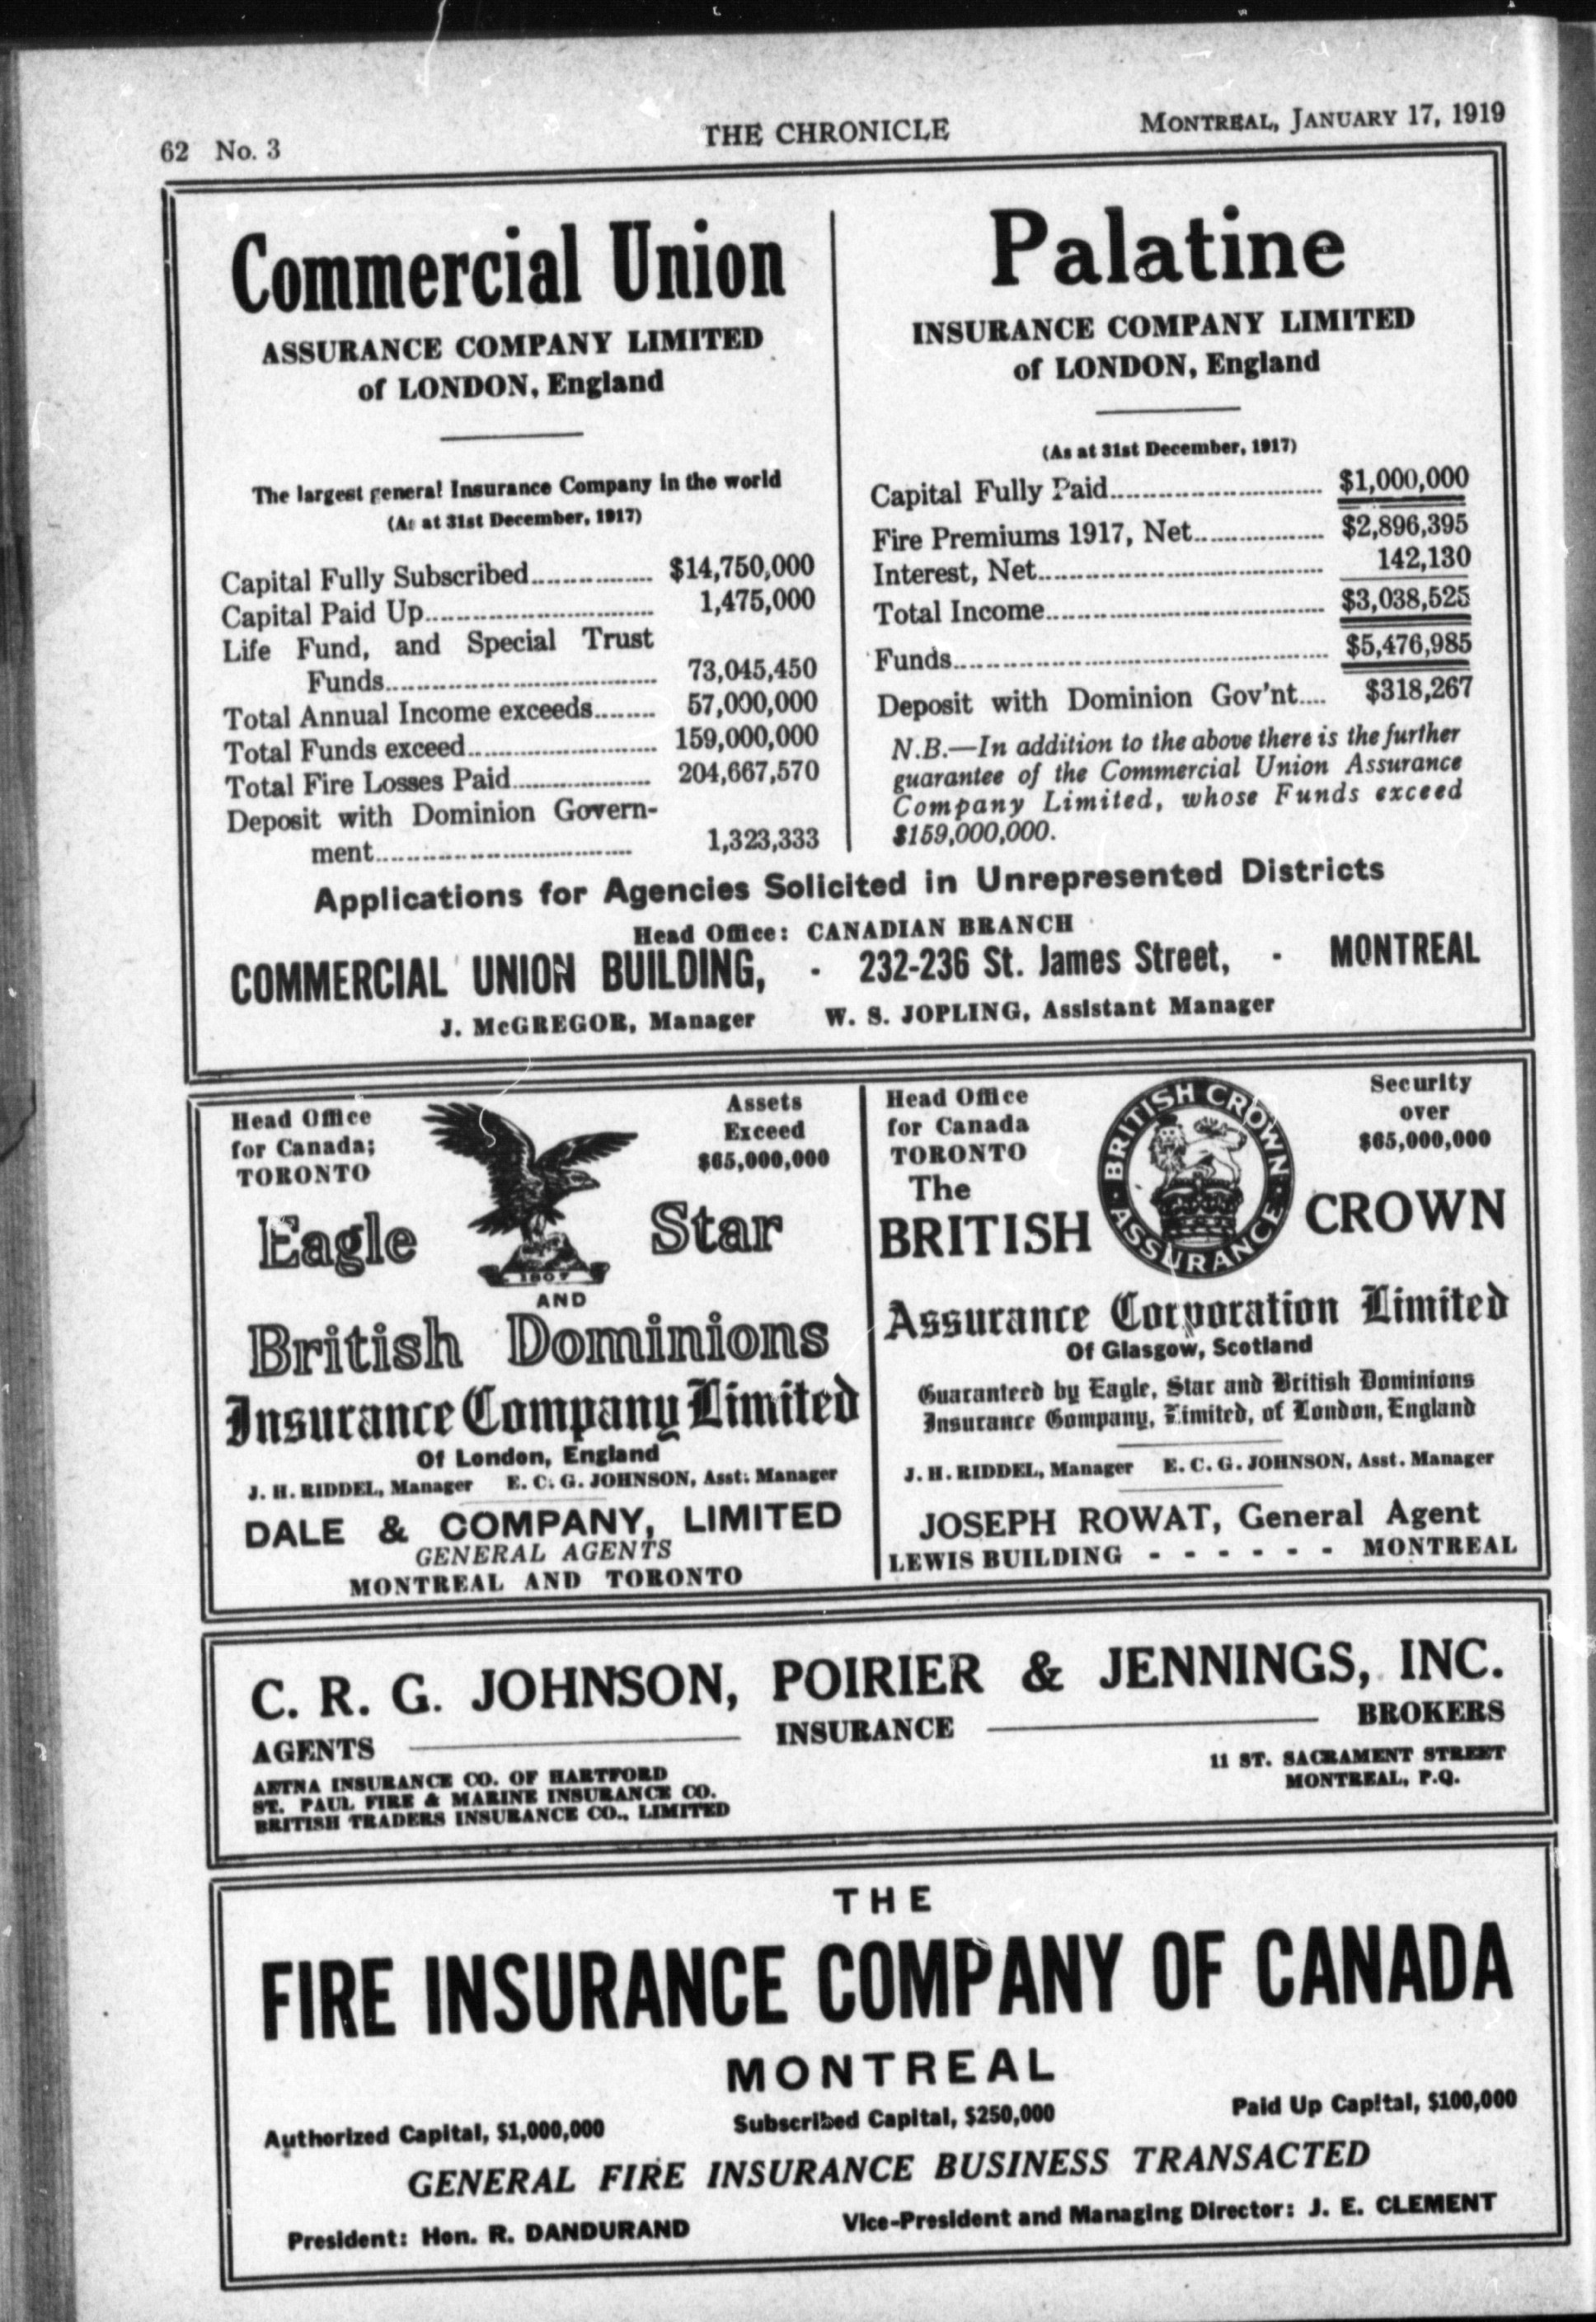 62 No. 3
THE CHRONICLE
MONTREAL, JANUARY 17, 1919
Commercial Union
ASSURANCE COMPANY LIMITED
of LONDON, England
The largest general Insurance Company in the world
(As at 31st December, 1917)
Capital Fully Subscribed................ $14,750,000
Capital Paid Up.............................. 1,475,000
Life Fund, and Special Trust
Funds................................... 73,045,450
Total Annual Income exceeds........ 57,000,000
Total Funds exceed......................... 159,000,000
Total Fire Losses Paid................... 204,667,570
Deposit with Dominion Govern-
ment.................................. 1,323,333
Palatine
INSURANCE COMPANY LIMITED
of LONDON, England
(As at 31st December, 1917)
Capital Fully Paid............................ $1,000,000
Fire Premiums 1917, Net................. $2,896,395
Interest, Net..................................... 142,130
Total Income.................................... $3,038,525
Funds................................................. $5,476,985
Deposit with Dominion Gov'nt.... $318,267
N.B.—In addition to the above there is the further
guarantee of the Commercial Union Assurance
Company Limited, whose Funds exceed
$159,000,000.
Applications for Agencies Solicited in Unrepresented Districts
Head Office: CANADIAN BRANCH
COMMERCIAL UNION BUILDING, - 232-236 St. James Street, - MONTREAL
J. McGREGOR, Manager W. S. JOPLING, Assistant Manager
Head Office
for Canada;
TORONTO
Assets
Exceed
$65,000,000
Eagle Star
1807
AND
British Dominions
Insurance Company Limited
Of London, England
J. H. RIDDEL, Manager E. C. G. JOHNSON, Asst. Manager
DALE & COMPANY, LIMITED
GENERAL AGENTS
MONTREAL AND TORONTO
Head Office
for Canada
TORONTO
BRITISH CROWN ASSURANCE
Security
over
$65,000,000
The
BRITISH CROWN
Assurance Corporation Limited
Of Glasgow, Scotland
Guaranteed by Eagle, Star and British Dominions
Insurance Company, Limited, of London, England
J. H. RIDDEL, Manager E. C. G. JOHNSON, Asst. Manager
JOSEPH ROWAT, General Agent
LEWIS BUILDING - - - - - - MONTREAL
C. R. G. JOHNSON, POIRIER & JENNINGS, INC.
AGENTS INSURANCE BROKERS
AETNA INSURANCE CO. OF HARTFORD
ST. PAUL FIRE & MARINE INSURANCE CO.
BRITISH TRADERS INSURANCE CO., LIMITED
11 ST. SACRAMENT STREET
MONTREAL, P.Q.
THE
FIRE INSURANCE COMPANY OF CANADA
MONTREAL
Authorized Capital, $1,000,000 Subscribed Capital, $250,000 Paid Up Capital, $100,000
GENERAL FIRE INSURANCE BUSINESS TRANSACTED
President: Hon. R. DANDURAND Vice-President and Managing Director: J. E. CLEMENT